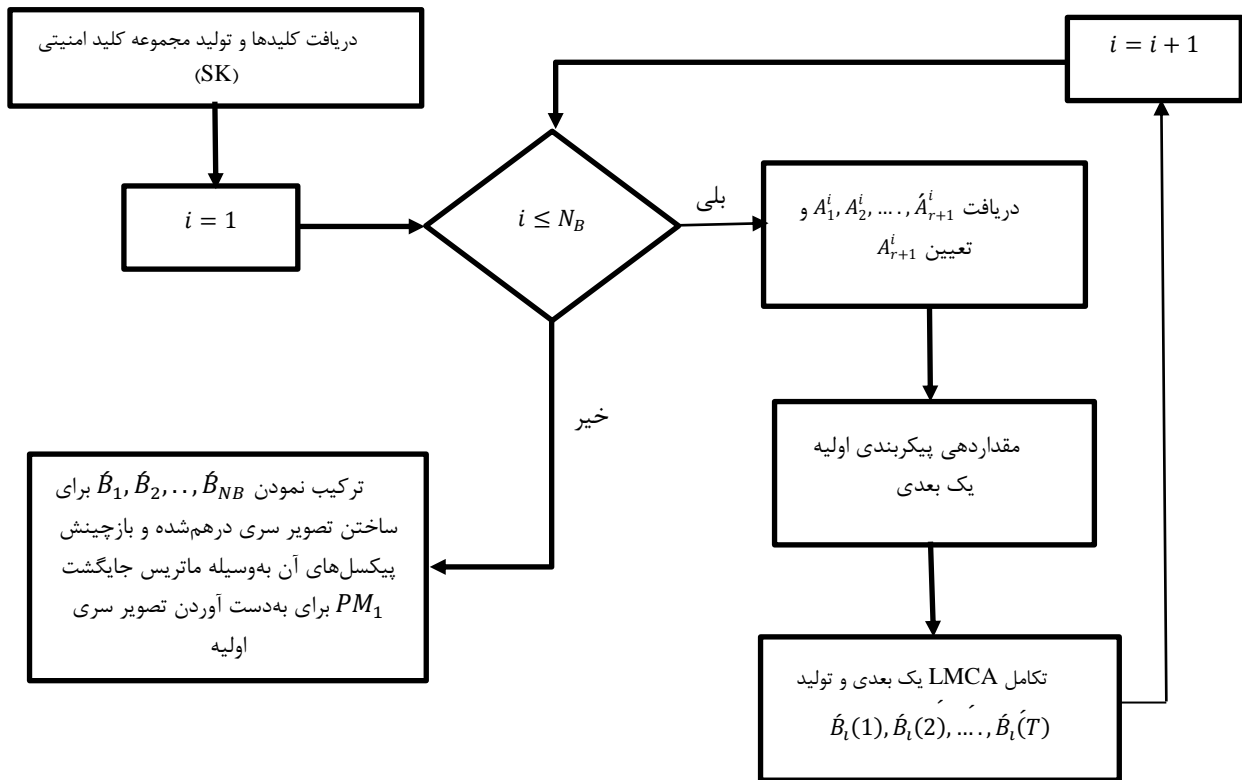 دریافت کلیدها و تولید مجموعه کلید امنیتی
(SK)
i = 1
i ≤ N_B
بلی
دریافت A_1^i, A_2^i, …., Á_{r+1}^i و
تعیین A_{r+1}^i
مقداردهی پیکربندی اولیه
یک بعدی
تکامل LMCA یک بعدی و تولید
B́_ι(1), B́_ι(2), …., B́_ι(T)
i = i + 1
خیر
ترکیب نمودن B́_1, B́_2, . . , B́_{NB} برای
ساختن تصویر سری درهم‌شده و بازچینش
پیکسل‌های آن به‌وسیله ماتریس جایگشت
PM_1 برای به‌دست آوردن تصویر سری
اولیه